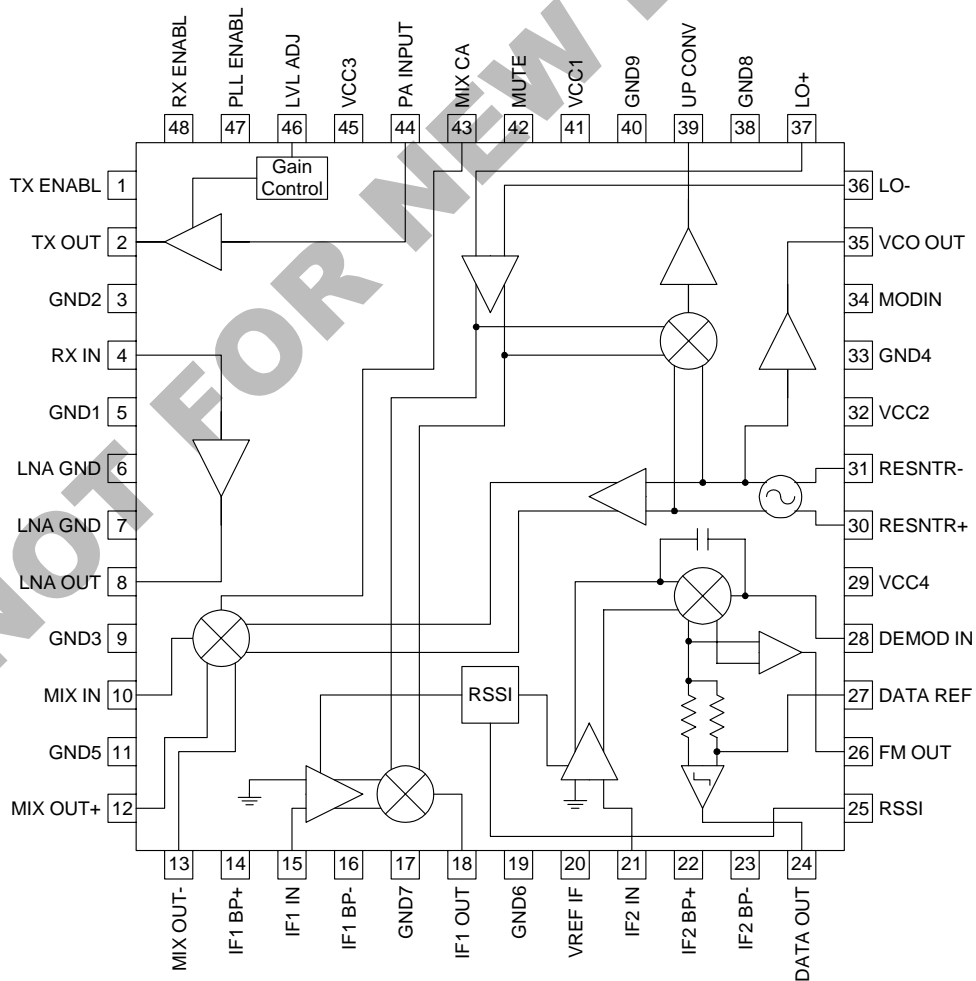 RX ENABL
PLL ENABL
LVL ADJ
VCC3
PA INPUT
MIX CA
MUTE
VCC1
GND9
UP CONV
GND8
LO+
48 47 46 45 44 43 42 41 40 39 38 37
Gain
Control
TX ENABL 1
TX OUT 2
GND2 3
RX IN 4
GND1 5
LNA GND 6
LNA GND 7
LNA OUT 8
GND3 9
MIX IN 10
GND5 11
MIX OUT+ 12
36 LO-
35 VCO OUT
34 MODIN
33 GND4
32 VCC2
31 RESNTR-
30 RESNTR+
29 VCC4
28 DEMOD IN
27 DATA REF
26 FM OUT
25 RSSI
RSSI
13 14 15 16 17 18 19 20 21 22 23 24
MIX OUT-
IF1 BP+
IF1 IN
IF1 BP-
GND7
IF1 OUT
GND6
VREF IF
IF2 IN
IF2 BP+
IF2 BP-
DATA OUT
NOT FOR NEW